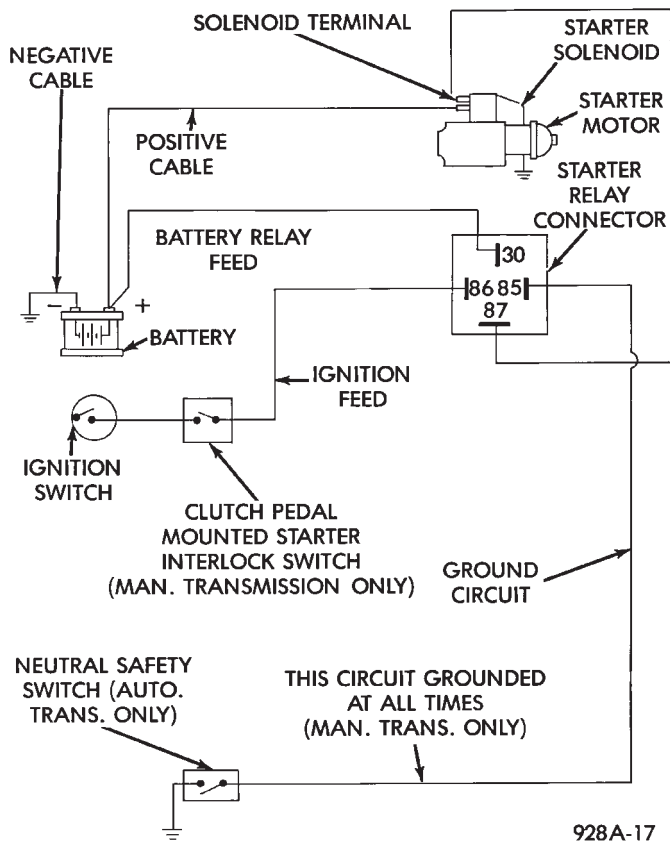 SOLENOID TERMINAL
STARTER
SOLENOID
NEGATIVE
CABLE
STARTER
MOTOR
POSITIVE
CABLE
STARTER
RELAY
CONNECTOR
BATTERY RELAY
FEED
30
86 85
87
- +
BATTERY
IGNITION
FEED
IGNITION
SWITCH
CLUTCH PEDAL
MOUNTED STARTER
INTERLOCK SWITCH
(MAN. TRANSMISSION ONLY)
GROUND
CIRCUIT
NEUTRAL SAFETY
SWITCH (AUTO.
TRANS. ONLY)
THIS CIRCUIT GROUNDED
AT ALL TIMES
(MAN. TRANS. ONLY)
928A-17